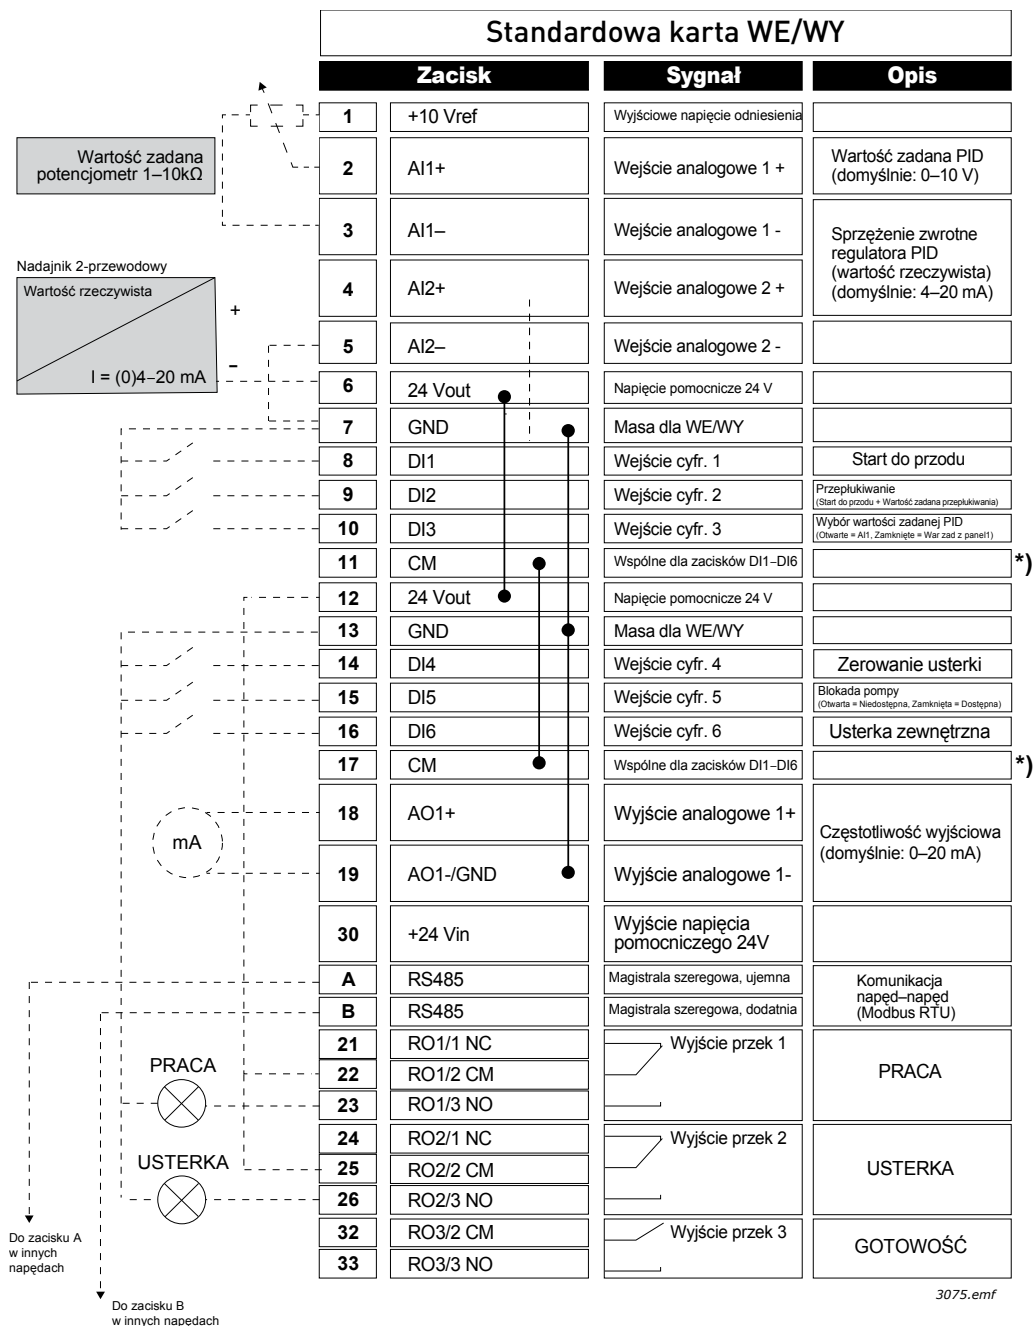 Standardowa karta WE/WY
Zacisk Sygnał Opis
1 +10 Vref Wyjściowe napięcie odniesienia
Wartość zadana
potencjometr 1–10kΩ
2 AI1+ Wejście analogowe 1 + Wartość zadana PID
(domyślnie: 0–10 V)
3 AI1– Wejście analogowe 1 -
Sprzężenie zwrotne
regulatora PID
(wartość rzeczywista)
(domyślnie: 4–20 mA)
Nadajnik 2-przewodowy
Wartość rzeczywista
+
–
I = (0)4–20 mA
4 AI2+ Wejście analogowe 2 +
5 AI2– Wejście analogowe 2 -
6 24 Vout Napięcie pomocnicze 24 V
7 GND Masa dla WE/WY
8 DI1 Wejście cyfr. 1 Start do przodu
9 DI2 Wejście cyfr. 2 Przepłukiwanie
(Start do przodu + Wartość zadana przepłukiwania)
10 DI3 Wejście cyfr. 3 Wybór wartości zadanej PID
(Otwarte = AI1, Zamknięte = War zad z panel1)
11 CM Wspólne dla zacisków DI1–DI6 *)
12 24 Vout Napięcie pomocnicze 24 V
13 GND Masa dla WE/WY
14 DI4 Wejście cyfr. 4 Zerowanie usterki
15 DI5 Wejście cyfr. 5 Blokada pompy
(Otwarta = Niedostępna, Zamknięta = Dostępna)
16 DI6 Wejście cyfr. 6 Usterka zewnętrzna
17 CM Wspólne dla zacisków DI1–DI6 *)
mA
18 AO1+ Wyjście analogowe 1+
Częstotliwość wyjściowa
(domyślnie: 0–20 mA)
19 AO1-/GND Wyjście analogowe 1-
30 +24 Vin Wyjście napięcia
pomocniczego 24V
A RS485 Magistrala szeregowa, ujemna
Komunikacja
napęd–napęd
(Modbus RTU)
B RS485 Magistrala szeregowa, dodatnia
21 RO1/1 NC Wyjście przek 1
PRACA
22 RO1/2 CM PRACA
23 RO1/3 NO
24 RO2/1 NC Wyjście przek 2
USTERKA
25 RO2/2 CM USTERKA
26 RO2/3 NO
32 RO3/2 CM Wyjście przek 3
GOTOWOŚĆ
33 RO3/3 NO
Do zacisku A
w innych
napędach
Do zacisku B
w innych napędach
3075.emf